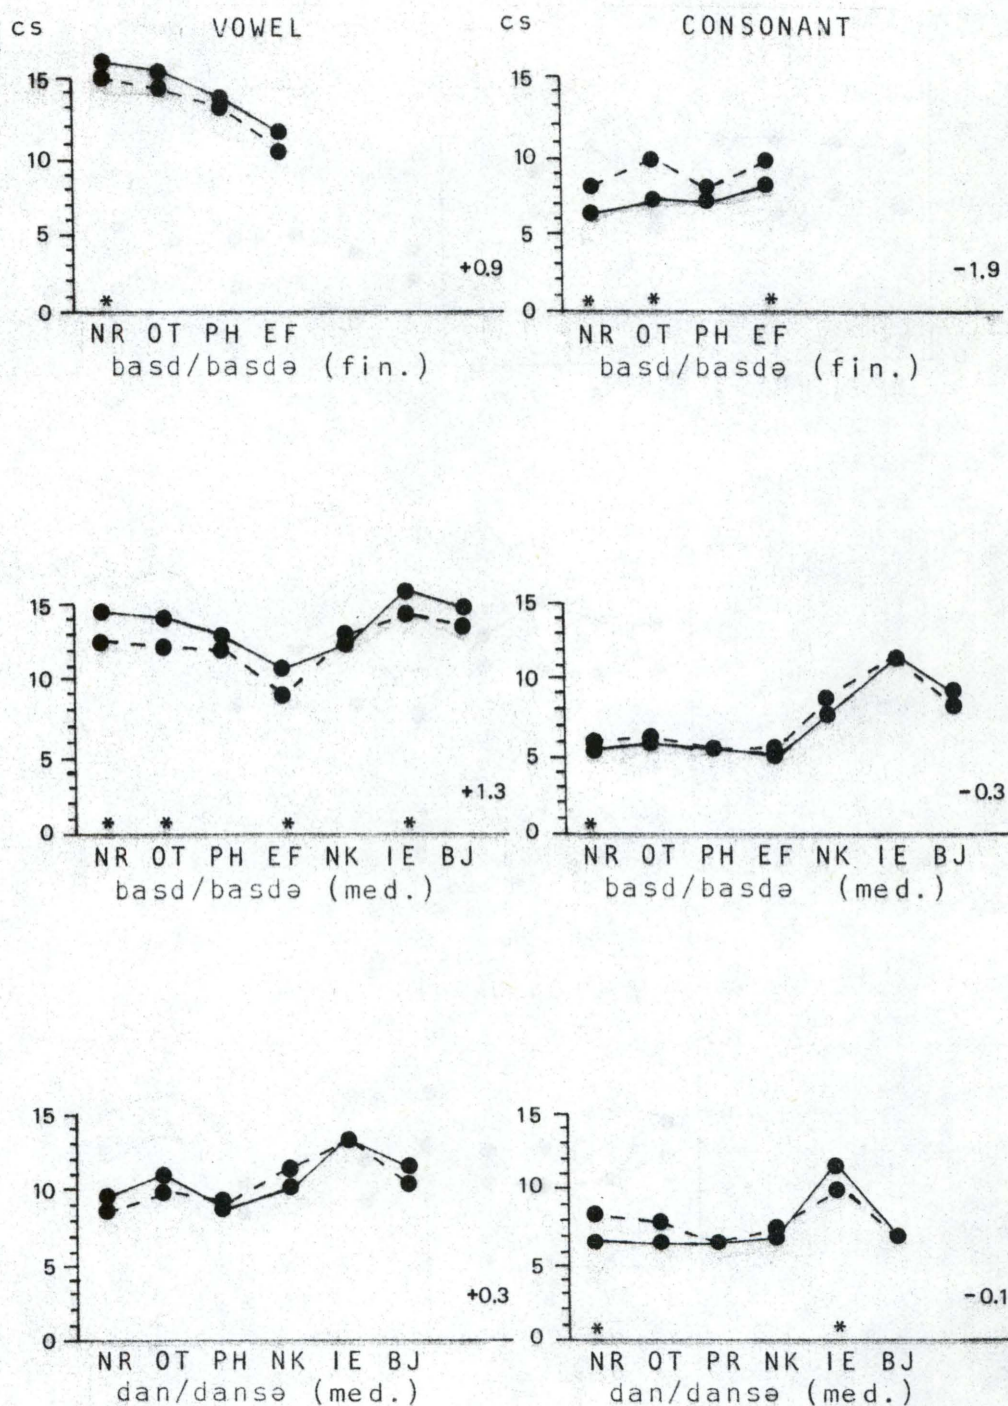 cs VOWEL
15
10
5
+0.9
0
*
NR OT PH EF
basd/basdə (fin.)
cs CONSONANT
15
10
5
-1.9
0
* * *
NR OT PH EF
basd/basdə (fin.)
15
10
5
+1.3
0
* * * *
NR OT PH EF NK IE BJ
basd/basdə (med.)
15
10
5
-0.3
0
*
NR OT PH EF NK IE BJ
basd/basdə (med.)
15
10
5
+0.3
0
NR OT PH NK IE BJ
dan/dansə (med.)
15
10
5
-0.1
0
* *
NR OT PR NK IE BJ
dan/dansə (med.)